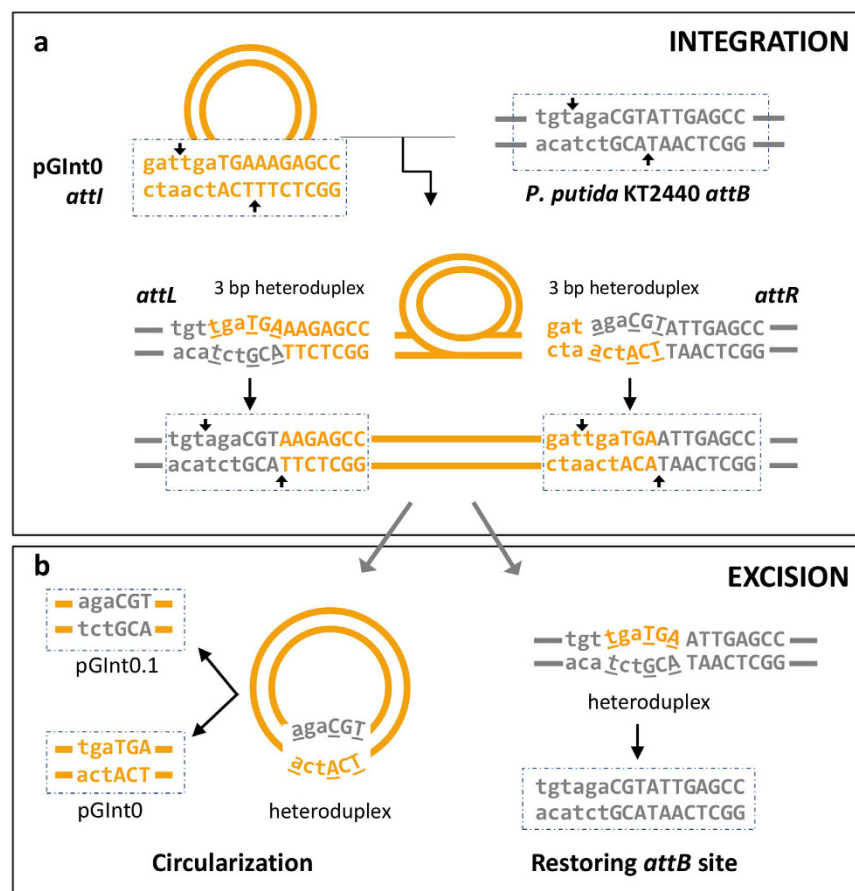 a
INTEGRATION
gattgaTGAAAGAGCC
ctaactACTTTCTCGG
pGInt0
attI
tgtagaCGTATTGAGCC
acatctGCATAACTCGG
P. putida KT2440 attB
attL
3 bp heteroduplex
3 bp heteroduplex
attR
tgttgaTGAAAGAGCC
acatctGCATTCTCGG
gat agaCGTATTGAGCC
cta actACTTAACTCGG
tgtagaCGTAAGAGCC
acatctGCATTCTCGG
gattgaTGAATTGAGCC
ctaactACATAACTCGG
b
EXCISION
agaCGT
tctGCA
pGInt0.1
tgaTGA
actACT
pGInt0
agaCGT
actACT
heteroduplex
Circularization
tgt tgaTGA ATTGAGCC
aca tctGCA TAACTCGG
heteroduplex
tgtagaCGTATTGAGCC
acatctGCATAACTCGG
Restoring attB site